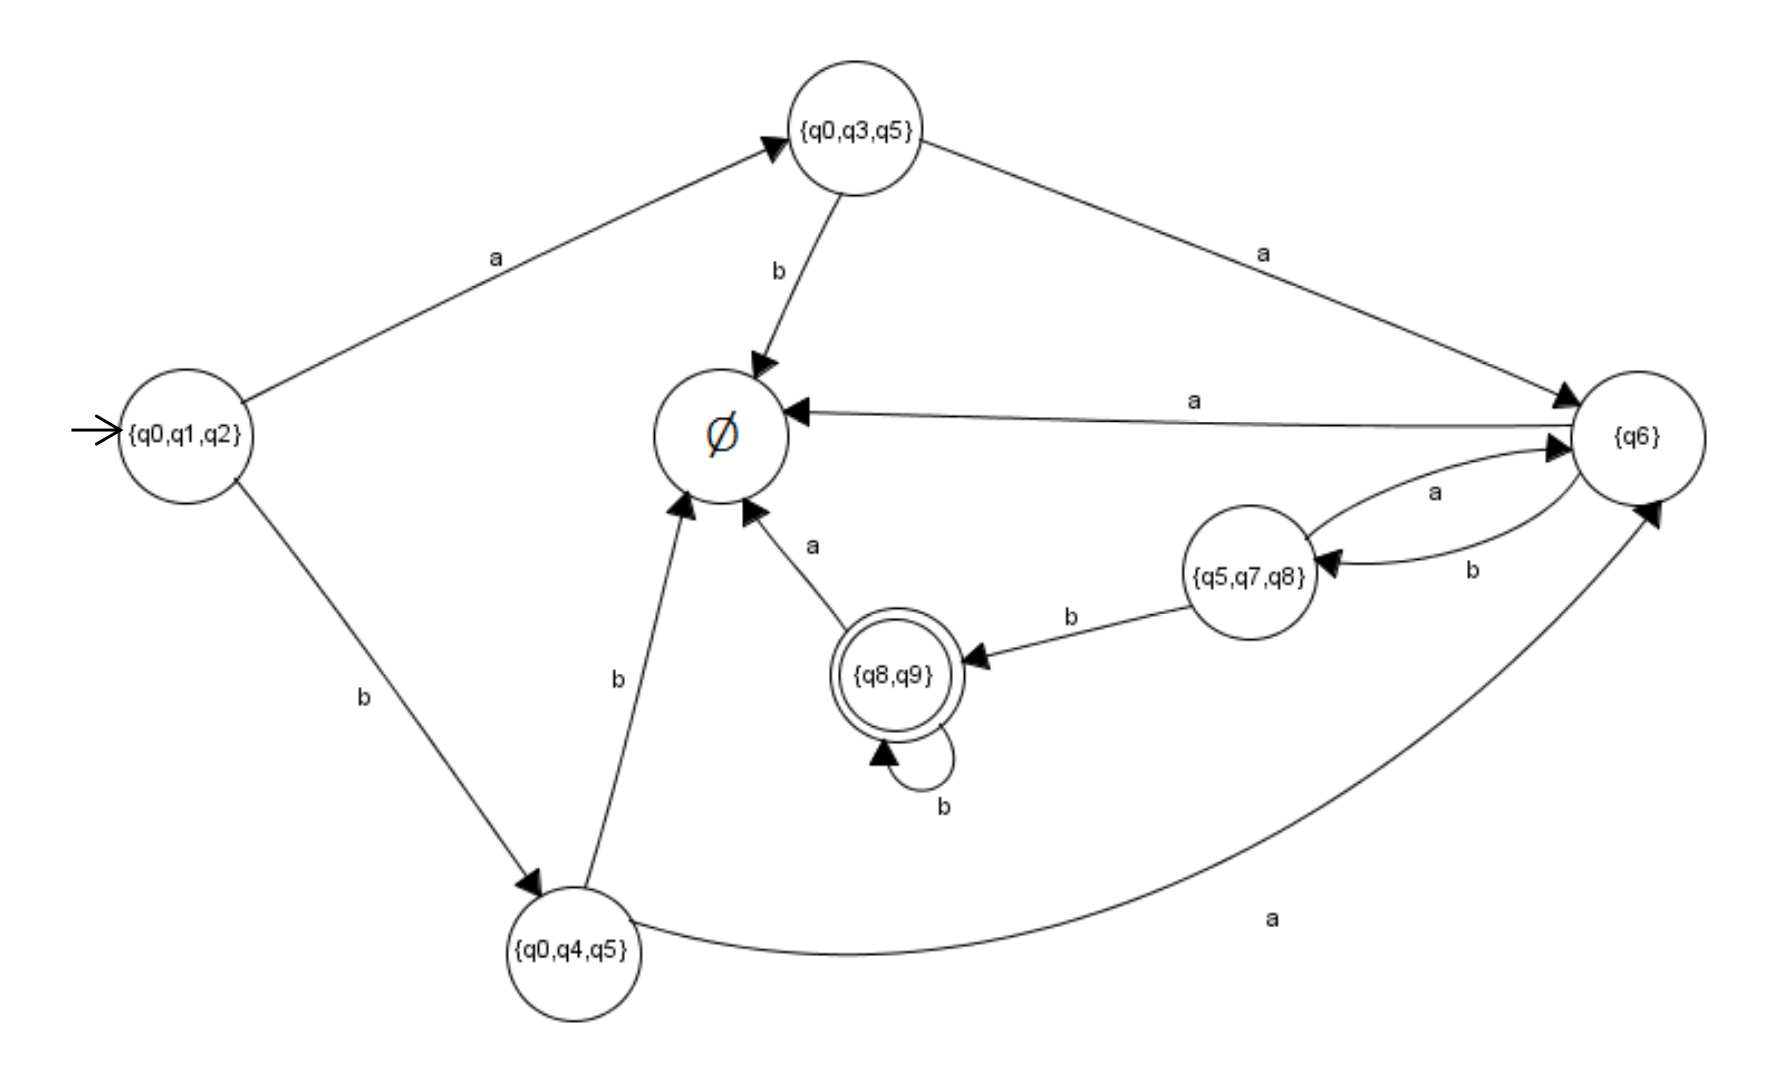 {q0,q3,q5}
a
a
b
a
{q0,q1,q2}
∅
{q6}
a
a
b
{q5,q7,q8}
b
b
{q8,q9}
b
b
a
{q0,q4,q5}